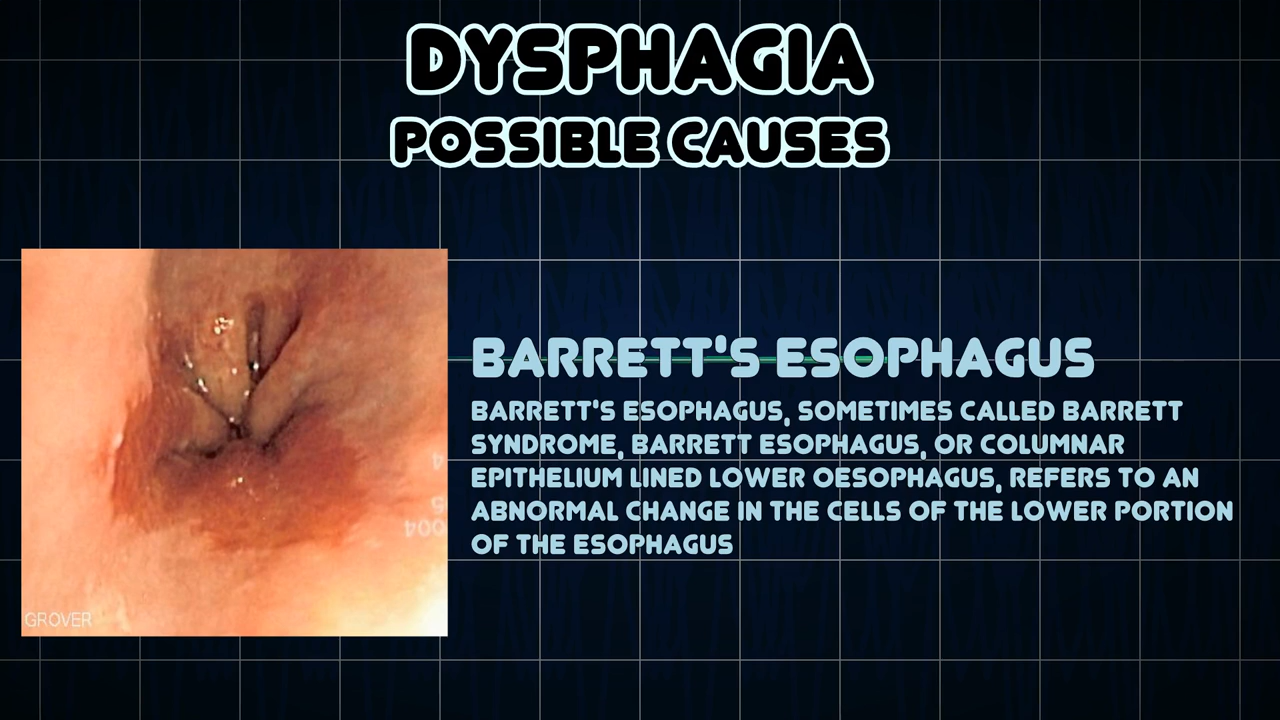 DYSPHAGIA
POSSIBLE CAUSES
BARRETT'S ESOPHAGUS
BARRETT'S ESOPHAGUS, SOMETIMES CALLED BARRETT
SYNDROME, BARRETT ESOPHAGUS, OR COLUMNAR
EPITHELIUM LINED LOWER OESOPHAGUS, REFERS TO AN
ABNORMAL CHANGE IN THE CELLS OF THE LOWER PORTION
OF THE ESOPHAGUS
GROVER